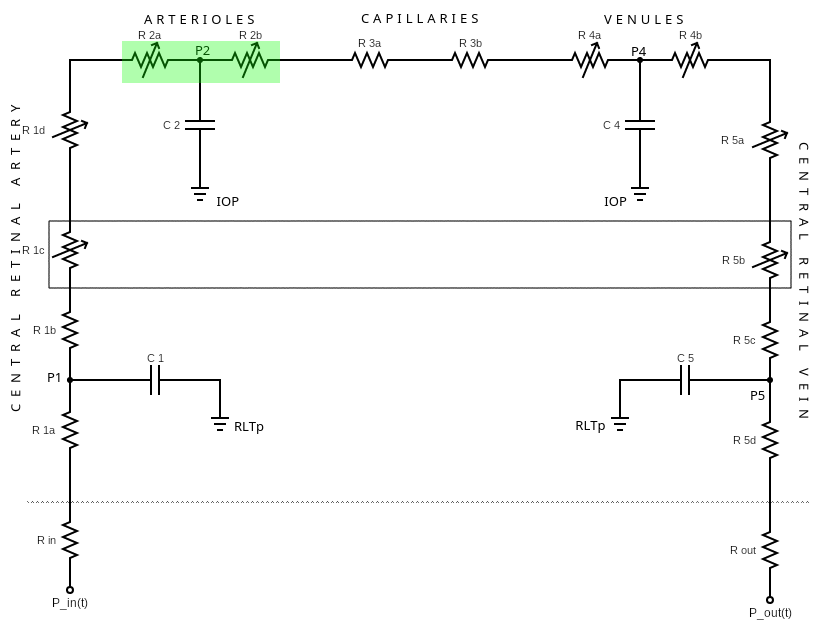 ARTERIOLES
CAPILLARIES
VENULES
R 2a
P2
R 2b
R 3a
R 3b
R 4a
P4
R 4b
R 1d
C 2
C 4
R 5a
IOP
IOP
CENTRAL RETINAL ARTERY
CENTRAL RETINAL VEIN
R 1c
R 5b
R 1b
R 5c
C 1
C 5
P1
P5
R 1a
RLTp
RLTp
R 5d
R in
R out
P_in(t)
P_out(t)